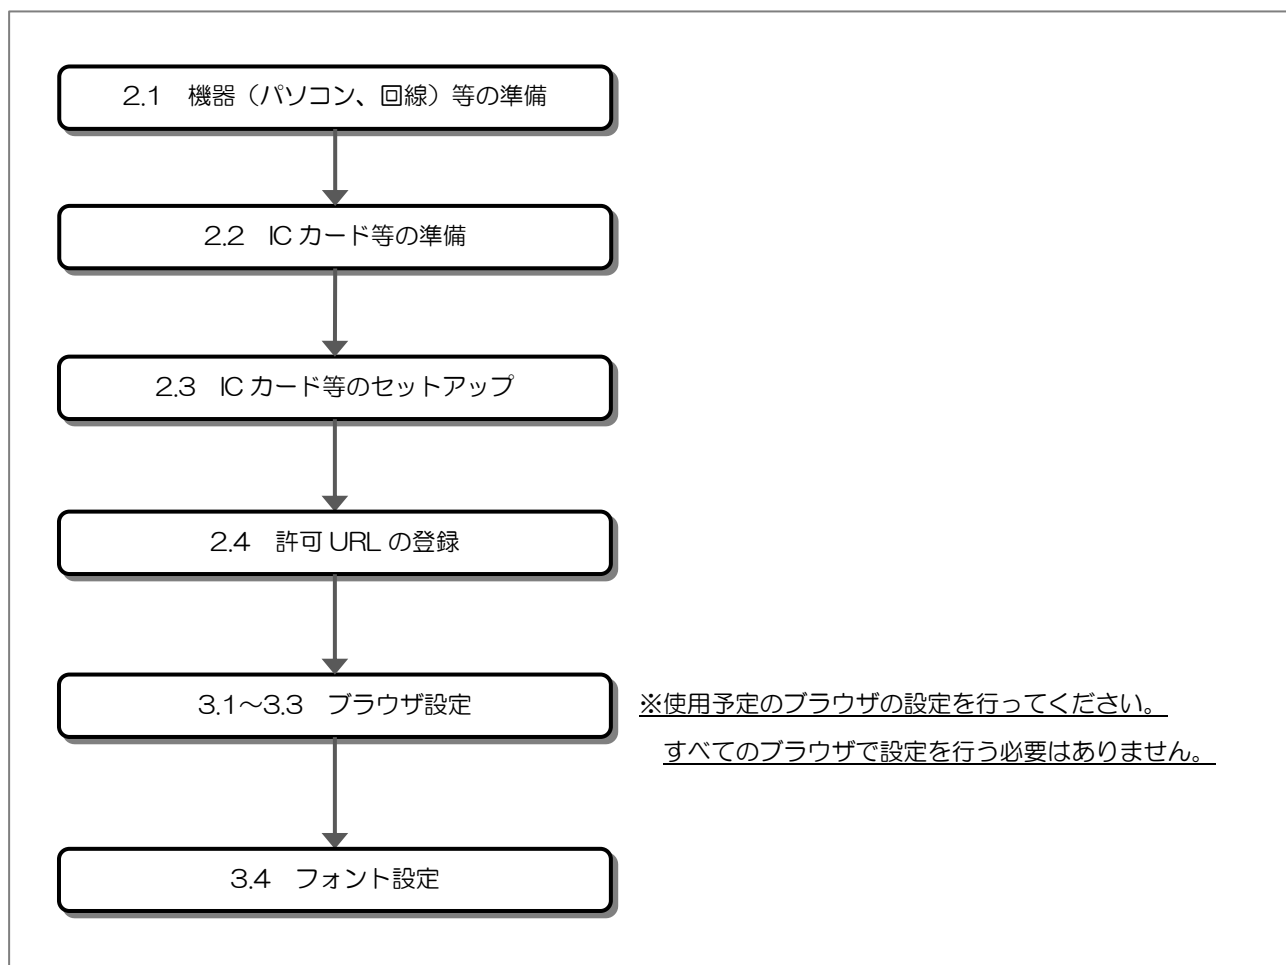 2.1　機器（パソコン、回線）等の準備
2.2　IC カード等の準備
2.3　IC カード等のセットアップ
2.4　許可 URL の登録
3.1～3.3　ブラウザ設定
※使用予定のブラウザの設定を行ってください。
すべてのブラウザで設定を行う必要はありません。
3.4　フォント設定